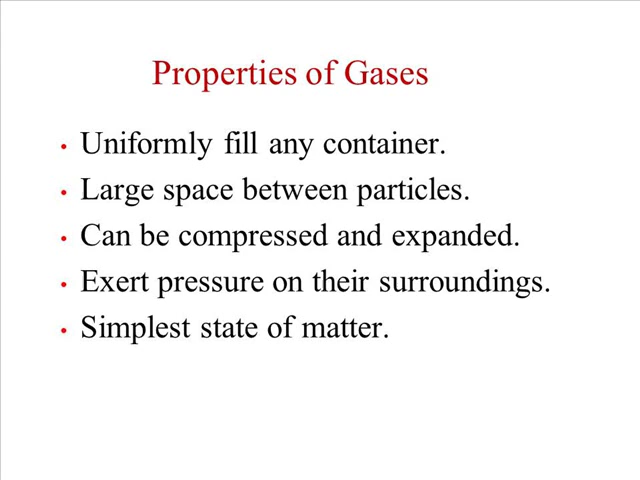 Properties of Gases
• Uniformly fill any container.
• Large space between particles.
• Can be compressed and expanded.
• Exert pressure on their surroundings.
• Simplest state of matter.